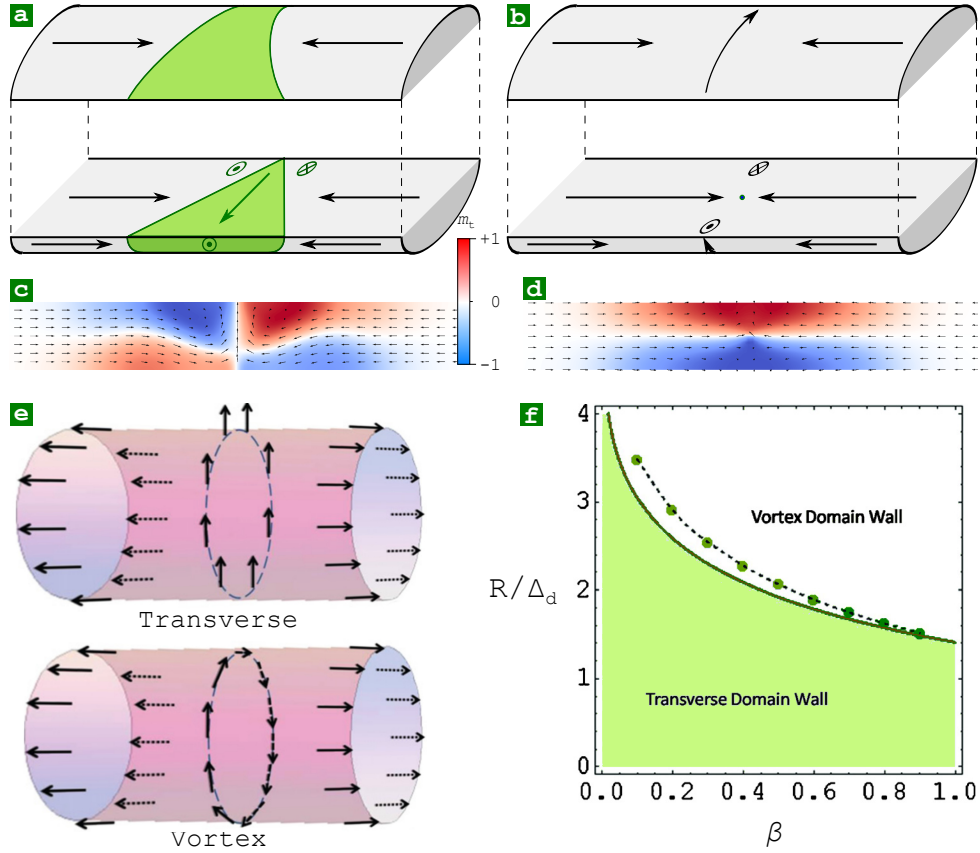 a
b
m_t
+1
0
−1
c
d
e
Transverse
Vortex
f
4
3
2
1
0
R/Δ_d
Vortex Domain Wall
Transverse Domain Wall
0.0 0.2 0.4 0.6 0.8 1.0
β